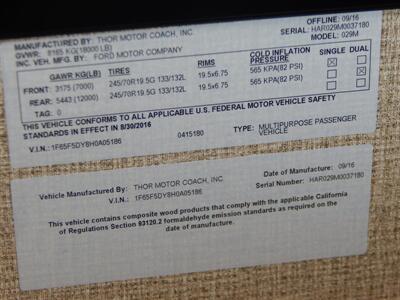 MANUFACTURED BY: THOR MOTOR COACH, INC. OFFLINE: 09/16
GVWR: 8165 KG(18000 LB) SERIAL NO: HAR029M0037180
INC. VEH. MFG. BY: FORD MOTOR COMPANY MODEL: 029M
GAWR KG(LB) TIRES RIMS COLD INFLATION PRESSURE SINGLE DUAL
FRONT: 3175 (7000) 245/70R19.5G 133/132L 19.5x6.75 565 KPA(82 PSI)
REAR: 5443 (12000) 245/70R19.5G 133/132L 19.5x6.75 565 KPA(82 PSI)
TAG: 0
THIS VEHICLE CONFORMS TO ALL APPLICABLE U.S. FEDERAL MOTOR VEHICLE SAFETY
STANDARDS IN EFFECT IN 8/30/2016
V.I.N.: 1F65F5DY8H0A05186 0415180 TYPE: MULTIPURPOSE PASSENGER
VEHICLE
Vehicle Manufactured By: THOR MOTOR COACH, INC. Date of Manufacture: 09/16
V.I.N.: 1F65F5DY8H0A05186 Serial Number: HAR029M0037180
This vehicle contains composite wood products that comply with the applicable California
of Regulations Section 93120.2 formaldehyde emission standards as required on the
date of manufacture.